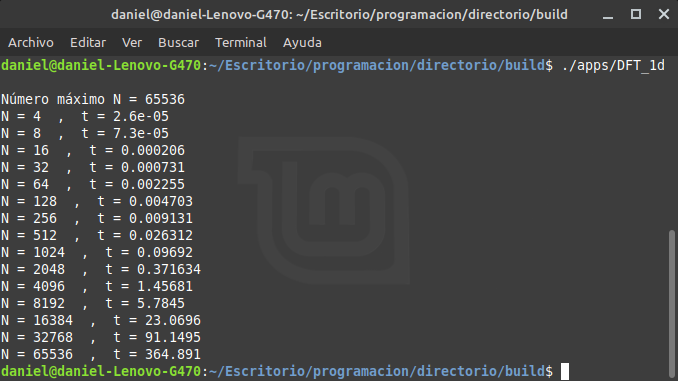 daniel@daniel-Lenovo-G470: ~/Escritorio/programacion/directorio/build
Archivo Editar Ver Buscar Terminal Ayuda
daniel@daniel-Lenovo-G470:~/Escritorio/programacion/directorio/build$ ./apps/DFT_1d
Número máximo N = 65536
N = 4  ,  t = 2.6e-05
N = 8  ,  t = 7.3e-05
N = 16  ,  t = 0.000206
N = 32  ,  t = 0.000731
N = 64  ,  t = 0.002255
N = 128  ,  t = 0.004703
N = 256  ,  t = 0.009131
N = 512  ,  t = 0.026312
N = 1024  ,  t = 0.09692
N = 2048  ,  t = 0.371634
N = 4096  ,  t = 1.45681
N = 8192  ,  t = 5.7845
N = 16384  ,  t = 23.0696
N = 32768  ,  t = 91.1495
N = 65536  ,  t = 364.891
daniel@daniel-Lenovo-G470:~/Escritorio/programacion/directorio/build$